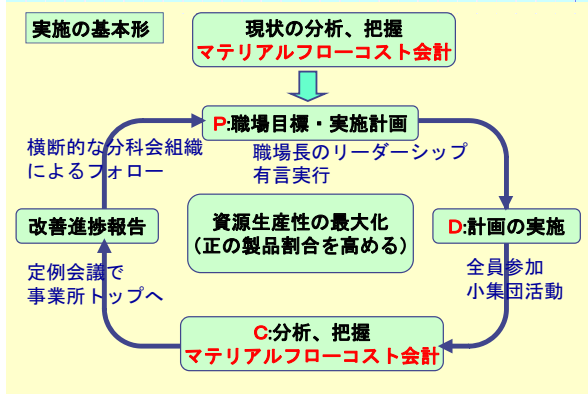 実施の基本形
現状の分析、把握
マテリアルフローコスト会計
P:職場目標・実施計画
横断的な分科会組織
によるフォロー
職場長のリーダーシップ
有言実行
改善進捗報告
資源生産性の最大化
(正の製品割合を高める)
D:計画の実施
定例会議で
事業所トップへ
全員参加
小集団活動
C:分析、把握
マテリアルフローコスト会計